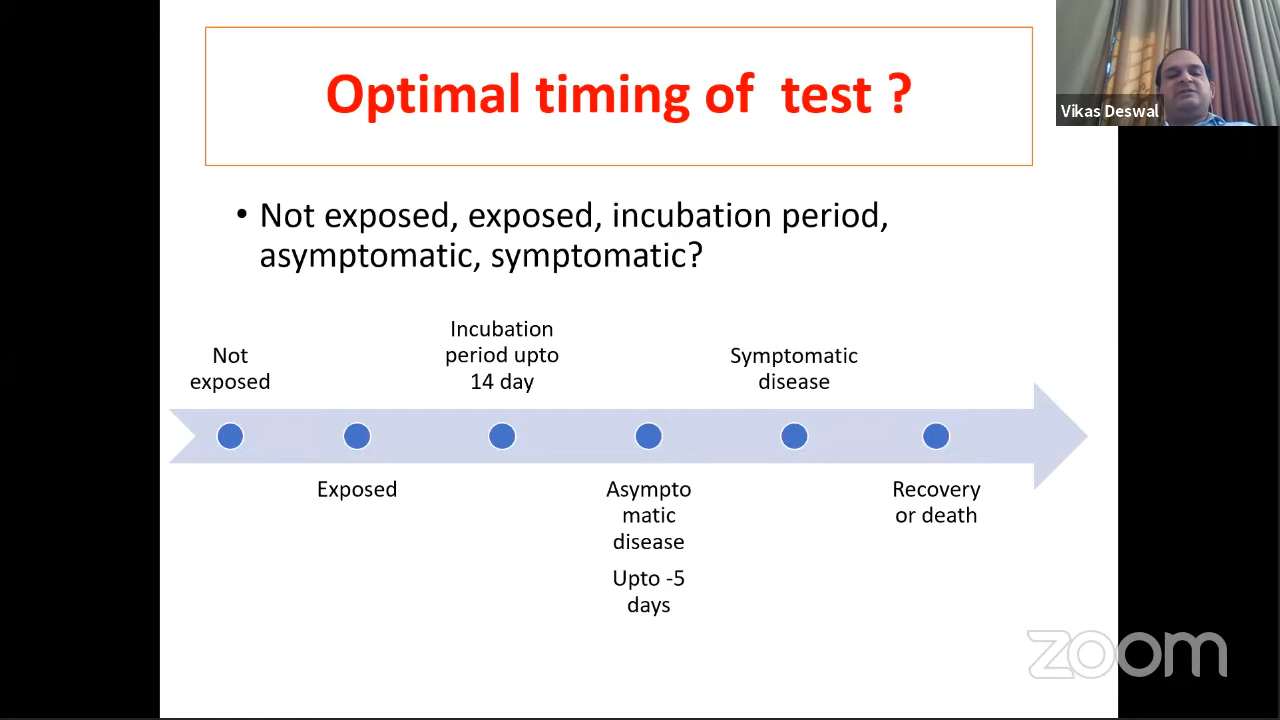 Optimal timing of  test ?
Vikas Deswal
• Not exposed, exposed, incubation period,
asymptomatic, symptomatic?
Not
exposed
Exposed
Incubation
period upto
14 day
Asympto
matic
disease
Upto -5
days
Symptomatic
disease
Recovery
or death
zoom